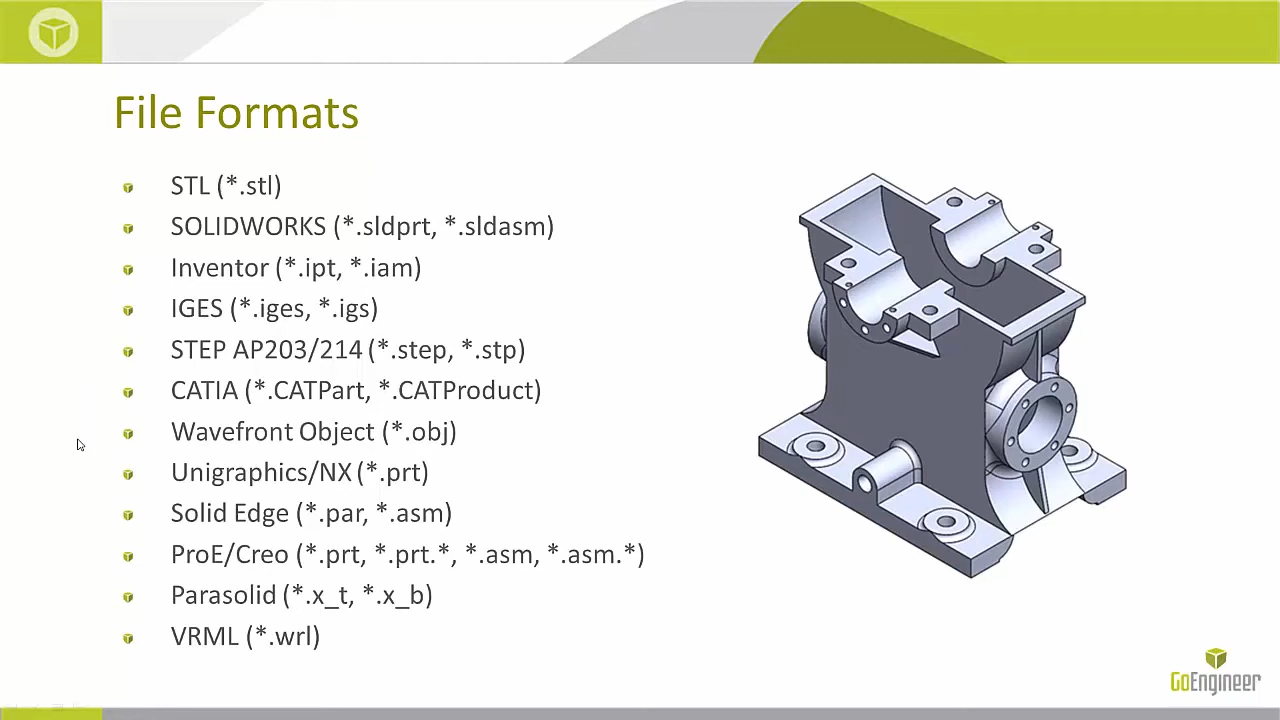 File Formats
STL (*.stl)
SOLIDWORKS (*.sldprt, *.sldasm)
Inventor (*.ipt, *.iam)
IGES (*.iges, *.igs)
STEP AP203/214 (*.step, *.stp)
CATIA (*.CATPart, *.CATProduct)
Wavefront Object (*.obj)
Unigraphics/NX (*.prt)
Solid Edge (*.par, *.asm)
ProE/Creo (*.prt, *.prt.*, *.asm, *.asm.*)
Parasolid (*.x_t, *.x_b)
VRML (*.wrl)
GoEngineer